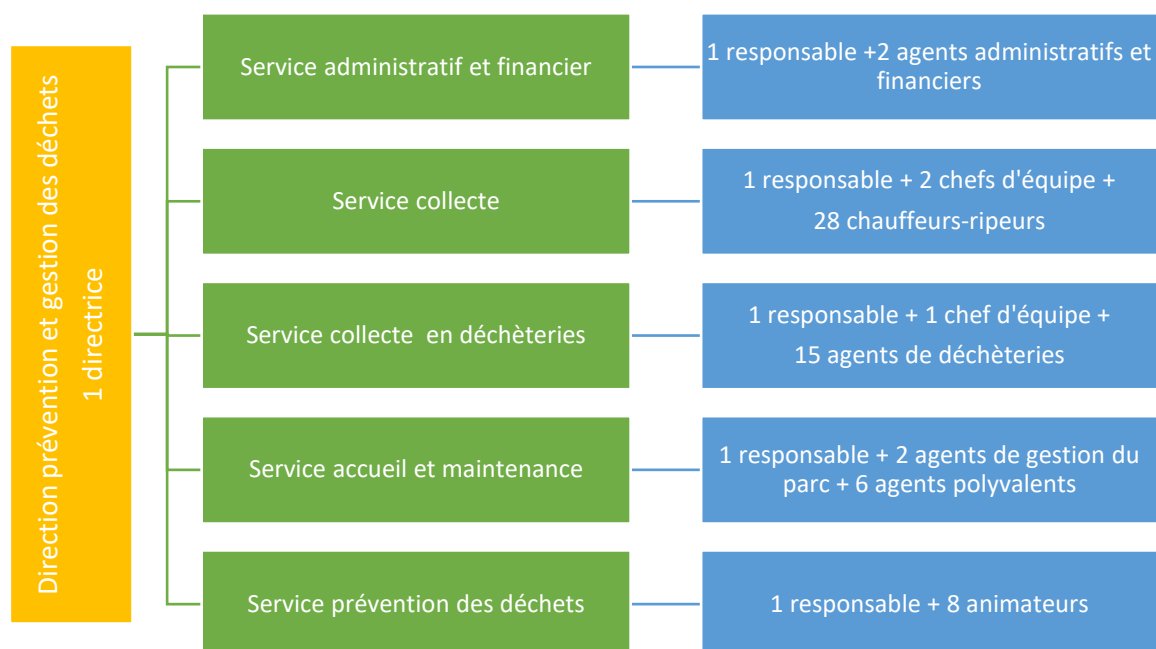 Direction prévention et gestion des déchets
1 directrice
Service administratif et financier
1 responsable +2 agents administratifs et
financiers
Service collecte
1 responsable + 2 chefs d'équipe +
28 chauffeurs-ripeurs
Service collecte  en déchèteries
1 responsable + 1 chef d'équipe +
15 agents de déchèteries
Service accueil et maintenance
1 responsable + 2 agents de gestion du
parc + 6 agents polyvalents
Service prévention des déchets
1 responsable + 8 animateurs